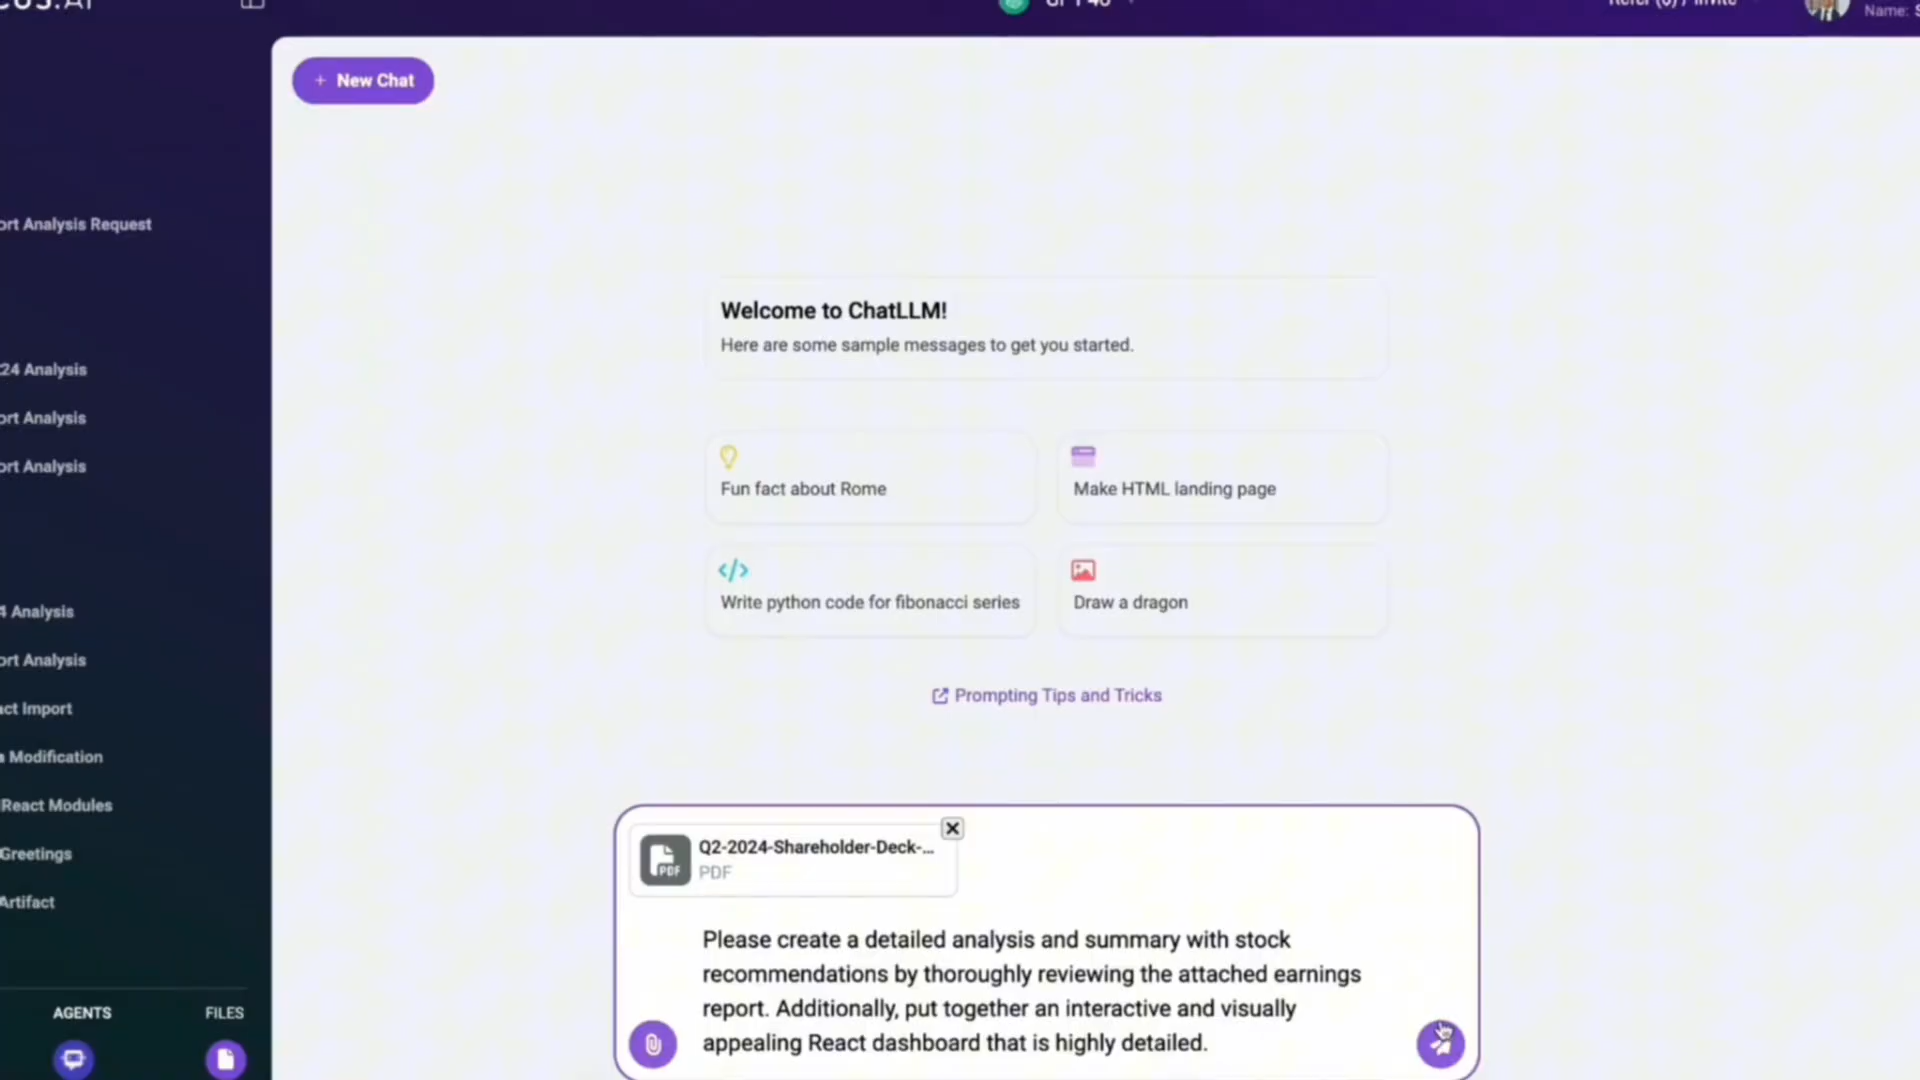 New Chat
ort Analysis Request
Welcome to ChatLLM!
Here are some sample messages to get you started.
24 Analysis
ort Analysis
ort Analysis
Fun fact about Rome
Make HTML landing page
Write python code for fibonacci series
Draw a dragon
4 Analysis
ort Analysis
act Import
Modification
React Modules
Greetings
Artifact
Prompting Tips and Tricks
Q2-2024-Shareholder-Deck-...
PDF
PDF
Please create a detailed analysis and summary with stock
recommendations by thoroughly reviewing the attached earnings
report. Additionally, put together an interactive and visually
appealing React dashboard that is highly detailed.
AGENTS
FILES
Name: